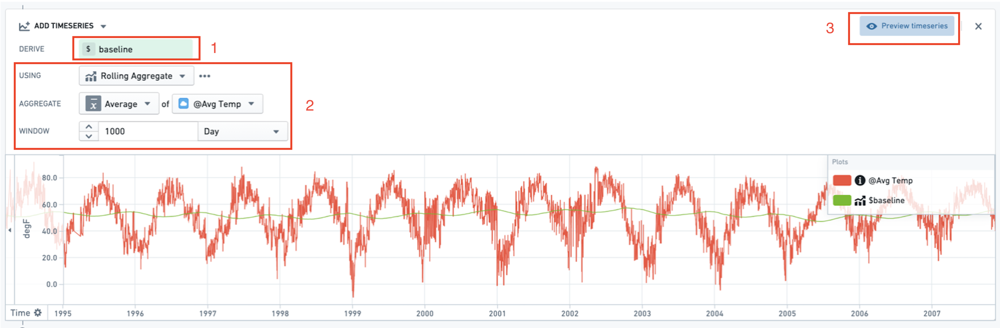 ADD TIMESERIES
3
Preview timeseries
DERIVE
$ baseline
1
USING
Rolling Aggregate
AGGREGATE
x Average of @Avg Temp
2
WINDOW
1000 Day
Plots
@Avg Temp
$baseline
80.0
60.0
40.0
20.0
0.0
degF
Time 1995 1996 1997 1998 1999 2000 2001 2002 2003 2004 2005 2006 2007